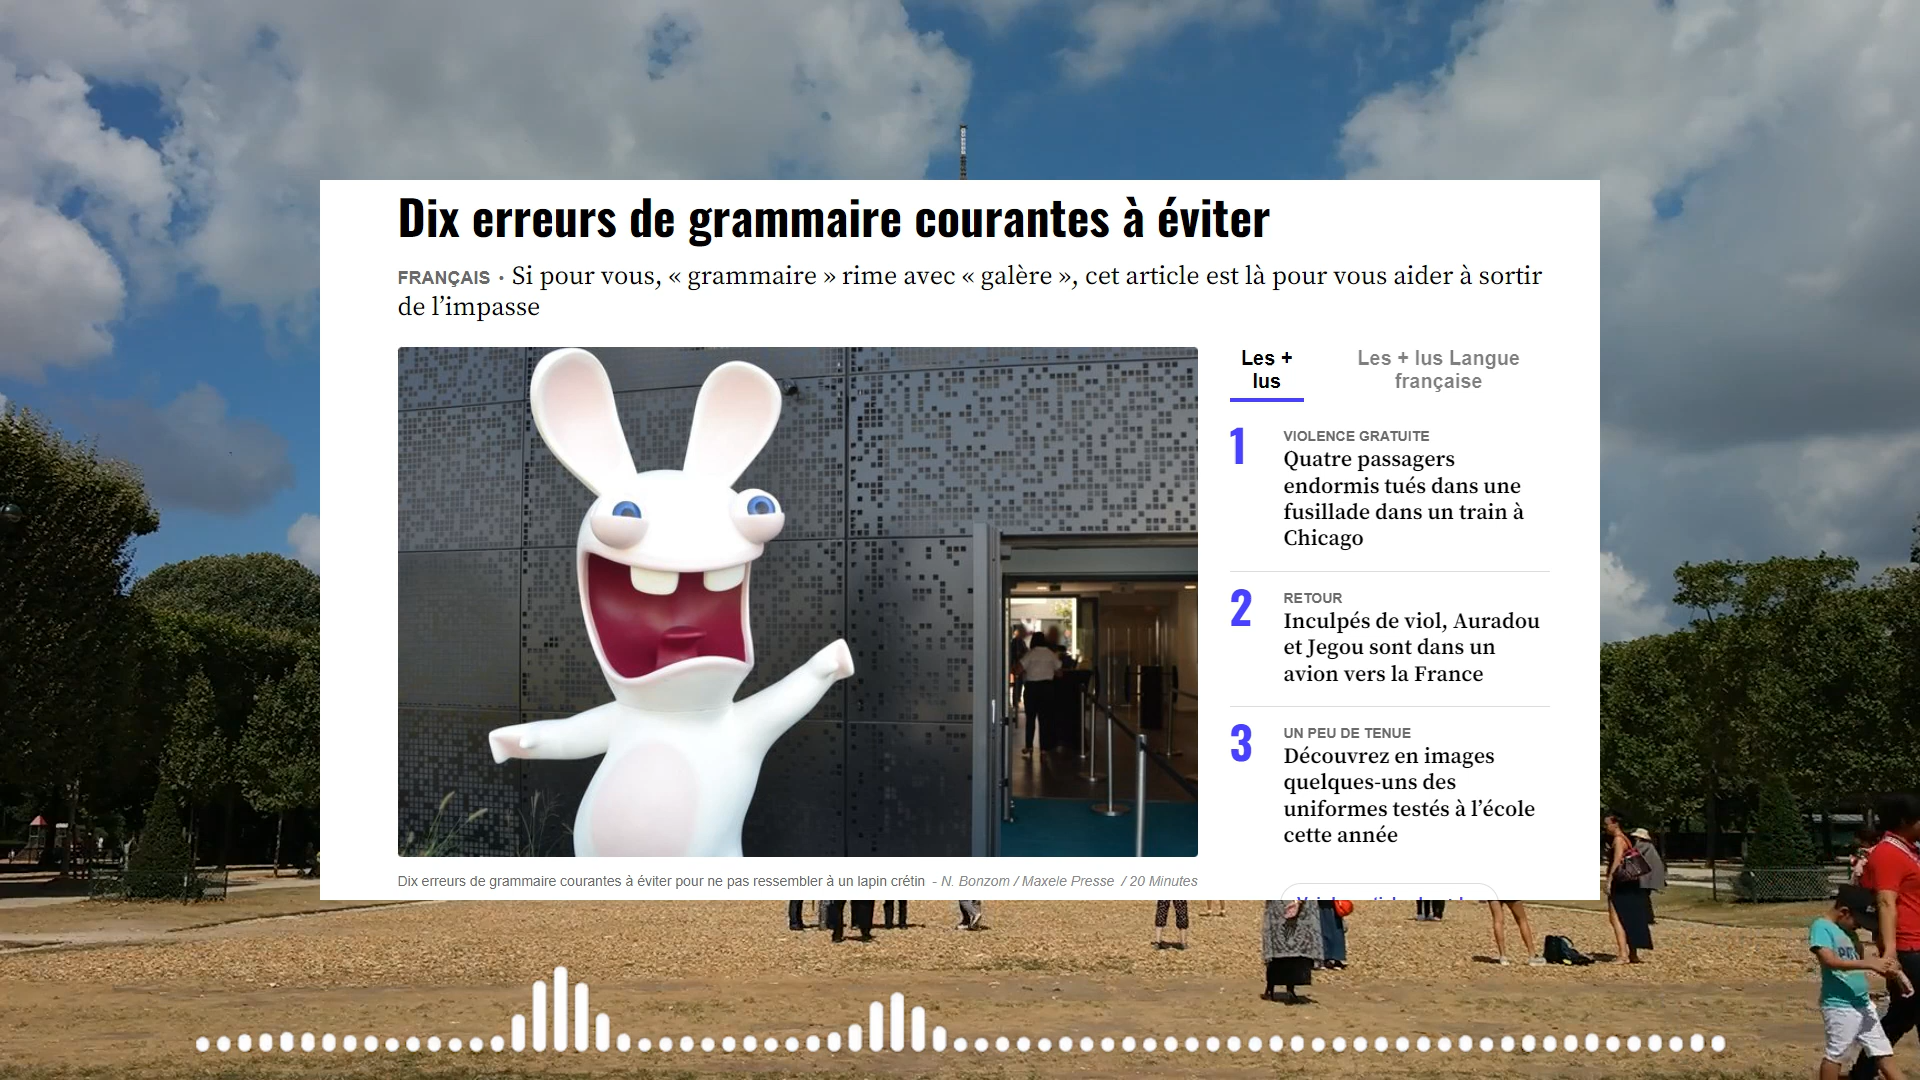 Dix erreurs de grammaire courantes à éviter
FRANÇAIS • Si pour vous, « grammaire » rime avec « galère », cet article est là pour vous aider à sortir
de l’impasse
Les +
lus
Les + lus Langue
française
1
VIOLENCE GRATUITE
Quatre passagers
endormis tués dans une
fusillade dans un train à
Chicago
2
RETOUR
Inculpés de viol, Auradou
et Jegou sont dans un
avion vers la France
3
UN PEU DE TENUE
Découvrez en images
quelques-uns des
uniformes testés à l’école
cette année
Dix erreurs de grammaire courantes à éviter pour ne pas ressembler à un lapin crétin - N. Bonzom / Maxele Presse / 20 Minutes